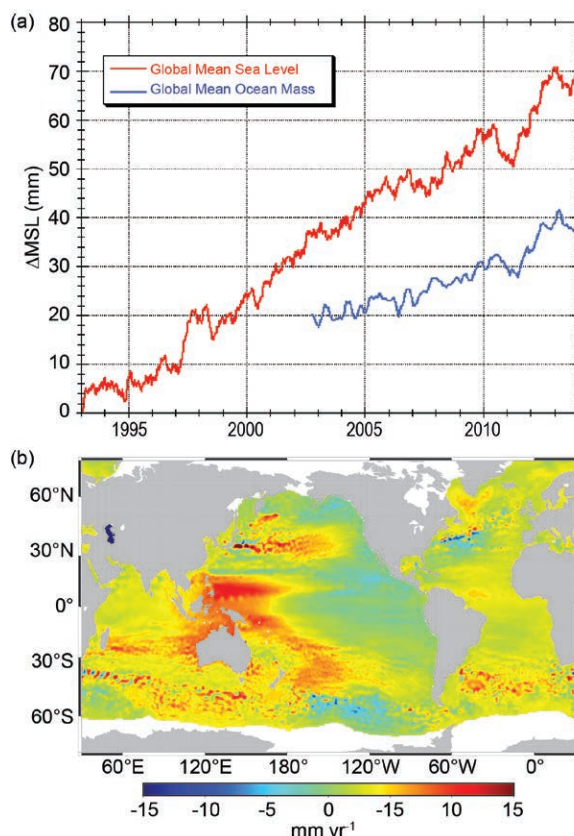 (a)
80
70
60
50
40
30
20
10
0
ΔMSL (mm)
Global Mean Sea Level
Global Mean Ocean Mass
1995 2000 2005 2010
(b)
60°N
30°N
0°
30°S
60°S
60°E 120°E 180° 120°W 60°W 0°
-15 -10 -5 0 -15 10 15
mm yr-1